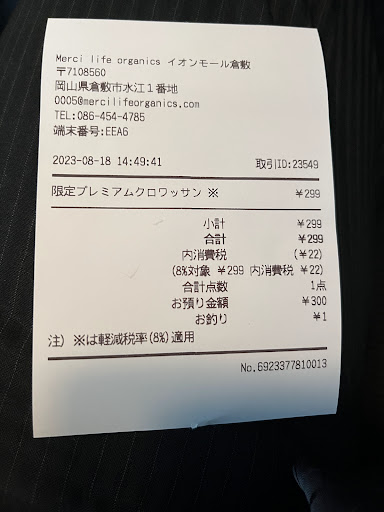 Merci life organics イオンモール倉敷
〒7108560
岡山県倉敷市水江１番地
0005@mercilifeorganics.com
TEL:086-454-4785
端末番号:EEA6
2023-08-18 14:49:41 取引ID:23549
限定プレミアムクロワッサン ※ ¥299
小計 ¥299
合計 ¥299
内消費税 (¥22)
(8%対象 ¥299 内消費税 ¥22)
合計点数 1点
お預り金額 ¥300
お釣り ¥1
注) ※は軽減税率(8%)適用
No.6923377810013